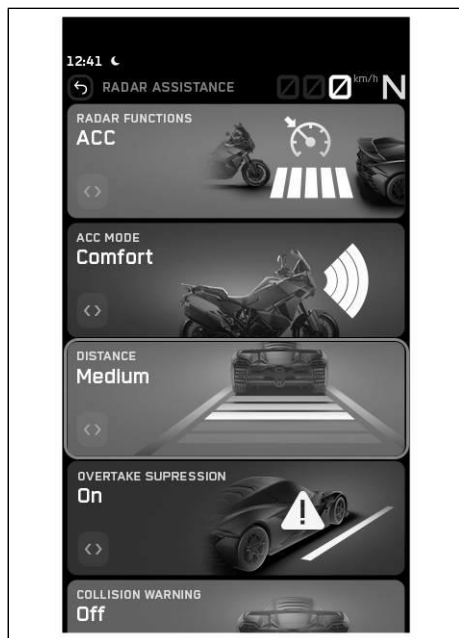 12:41
RADAR ASSISTANCE
000 km/h N
RADAR FUNCTIONS
ACC
ACC MODE
Comfort
DISTANCE
Medium
OVERTAKE SUPRESSION
On
COLLISION WARNING
Off